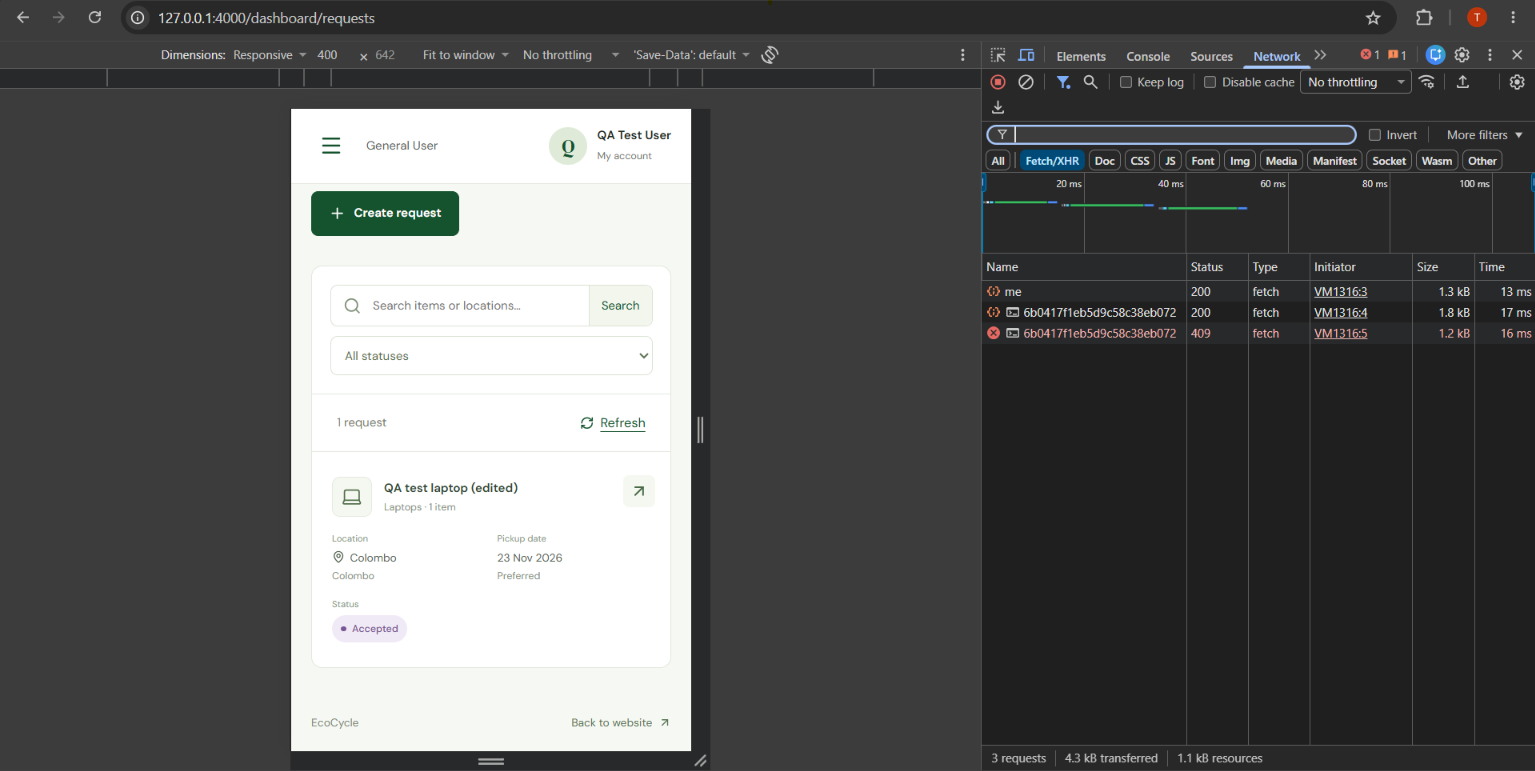 127.0.0.1:4000/dashboard/requests
T
Dimensions: Responsive 400 × 642 Fit to window No throttling 'Save-Data': default
Elements Console Sources Network 1 1
Keep log Disable cache No throttling
Invert More filters
All Fetch/XHR Doc CSS JS Font Img Media Manifest Socket Wasm Other
20 ms 40 ms 60 ms 80 ms 100 ms
Name Status Type Initiator Size Time
me 200 fetch VM1316:3 1.3 kB 13 ms
6b0417f1eb5d9c58c38eb072 200 fetch VM1316:4 1.8 kB 17 ms
6b0417f1eb5d9c58c38eb072 409 fetch VM1316:5 1.2 kB 16 ms
3 requests 4.3 kB transferred 1.1 kB resources
General User
Q
QA Test User
My account
+ Create request
Search items or locations...
Search
All statuses
1 request
Refresh
QA test laptop (edited)
Laptops · 1 item
Location
Colombo
Colombo
Pickup date
23 Nov 2026
Preferred
Status
Accepted
EcoCycle
Back to website